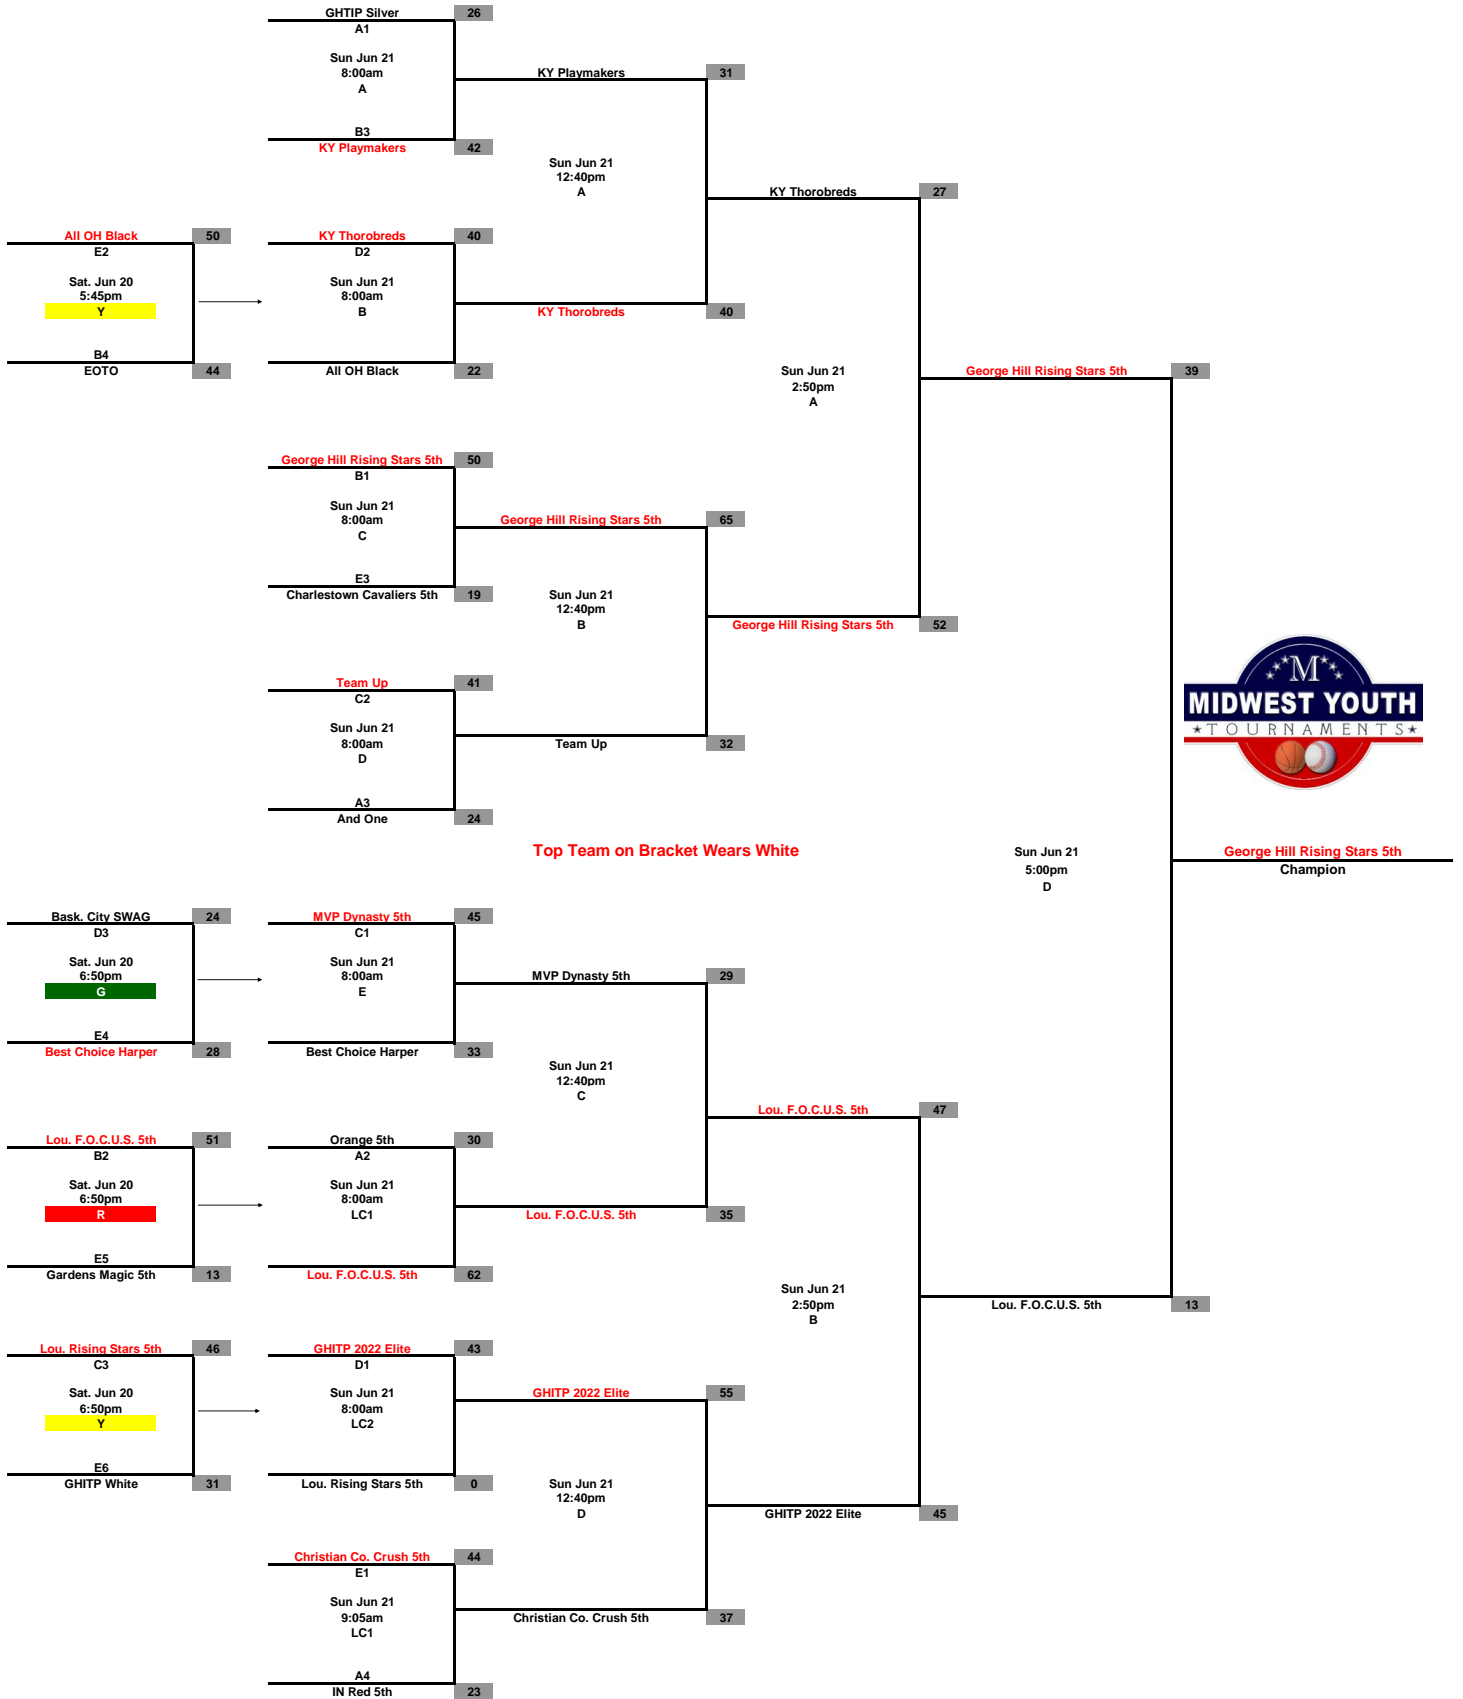 GHTIP Silver 26
A1
Sun Jun 21
8:00am
A
B3
KY Playmakers 42
KY Playmakers 31
Sun Jun 21
12:40pm
A
KY Thorobreds 27
All OH Black 50
E2
Sat. Jun 20
5:45pm
Y
B4
EOTO 44
KY Thorobreds 40
D2
Sun Jun 21
8:00am
B
All OH Black 22
KY Thorobreds 40
Sun Jun 21
2:50pm
A
George Hill Rising Stars 5th 39
George Hill Rising Stars 5th 50
B1
Sun Jun 21
8:00am
C
E3
Charlestown Cavaliers 5th 19
George Hill Rising Stars 5th 65
Sun Jun 21
12:40pm
B
George Hill Rising Stars 5th 52
Team Up 41
C2
Sun Jun 21
8:00am
D
A3
And One 24
Team Up 32
M
MIDWEST YOUTH
TOURNAMENTS
Top Team on Bracket Wears White
Sun Jun 21
5:00pm
D
George Hill Rising Stars 5th
Champion
Bask. City SWAG 24
D3
Sat. Jun 20
6:50pm
G
E4
Best Choice Harper 28
MVP Dynasty 5th 45
C1
Sun Jun 21
8:00am
E
Best Choice Harper 33
MVP Dynasty 5th 29
Sun Jun 21
12:40pm
C
Lou. F.O.C.U.S. 5th 47
Lou. F.O.C.U.S. 5th 51
B2
Sat. Jun 20
6:50pm
R
E5
Gardens Magic 5th 13
Orange 5th 30
A2
Sun Jun 21
8:00am
LC1
Lou. F.O.C.U.S. 5th 62
Lou. F.O.C.U.S. 5th 35
Sun Jun 21
2:50pm
B
Lou. F.O.C.U.S. 5th 13
Lou. Rising Stars 5th 46
C3
Sat. Jun 20
6:50pm
Y
E6
GHITP White 31
GHITP 2022 Elite 43
D1
Sun Jun 21
8:00am
LC2
Lou. Rising Stars 5th 0
GHITP 2022 Elite 55
Sun Jun 21
12:40pm
D
GHITP 2022 Elite 45
Christian Co. Crush 5th 44
E1
Sun Jun 21
9:05am
LC1
A4
IN Red 5th 23
Christian Co. Crush 5th 37